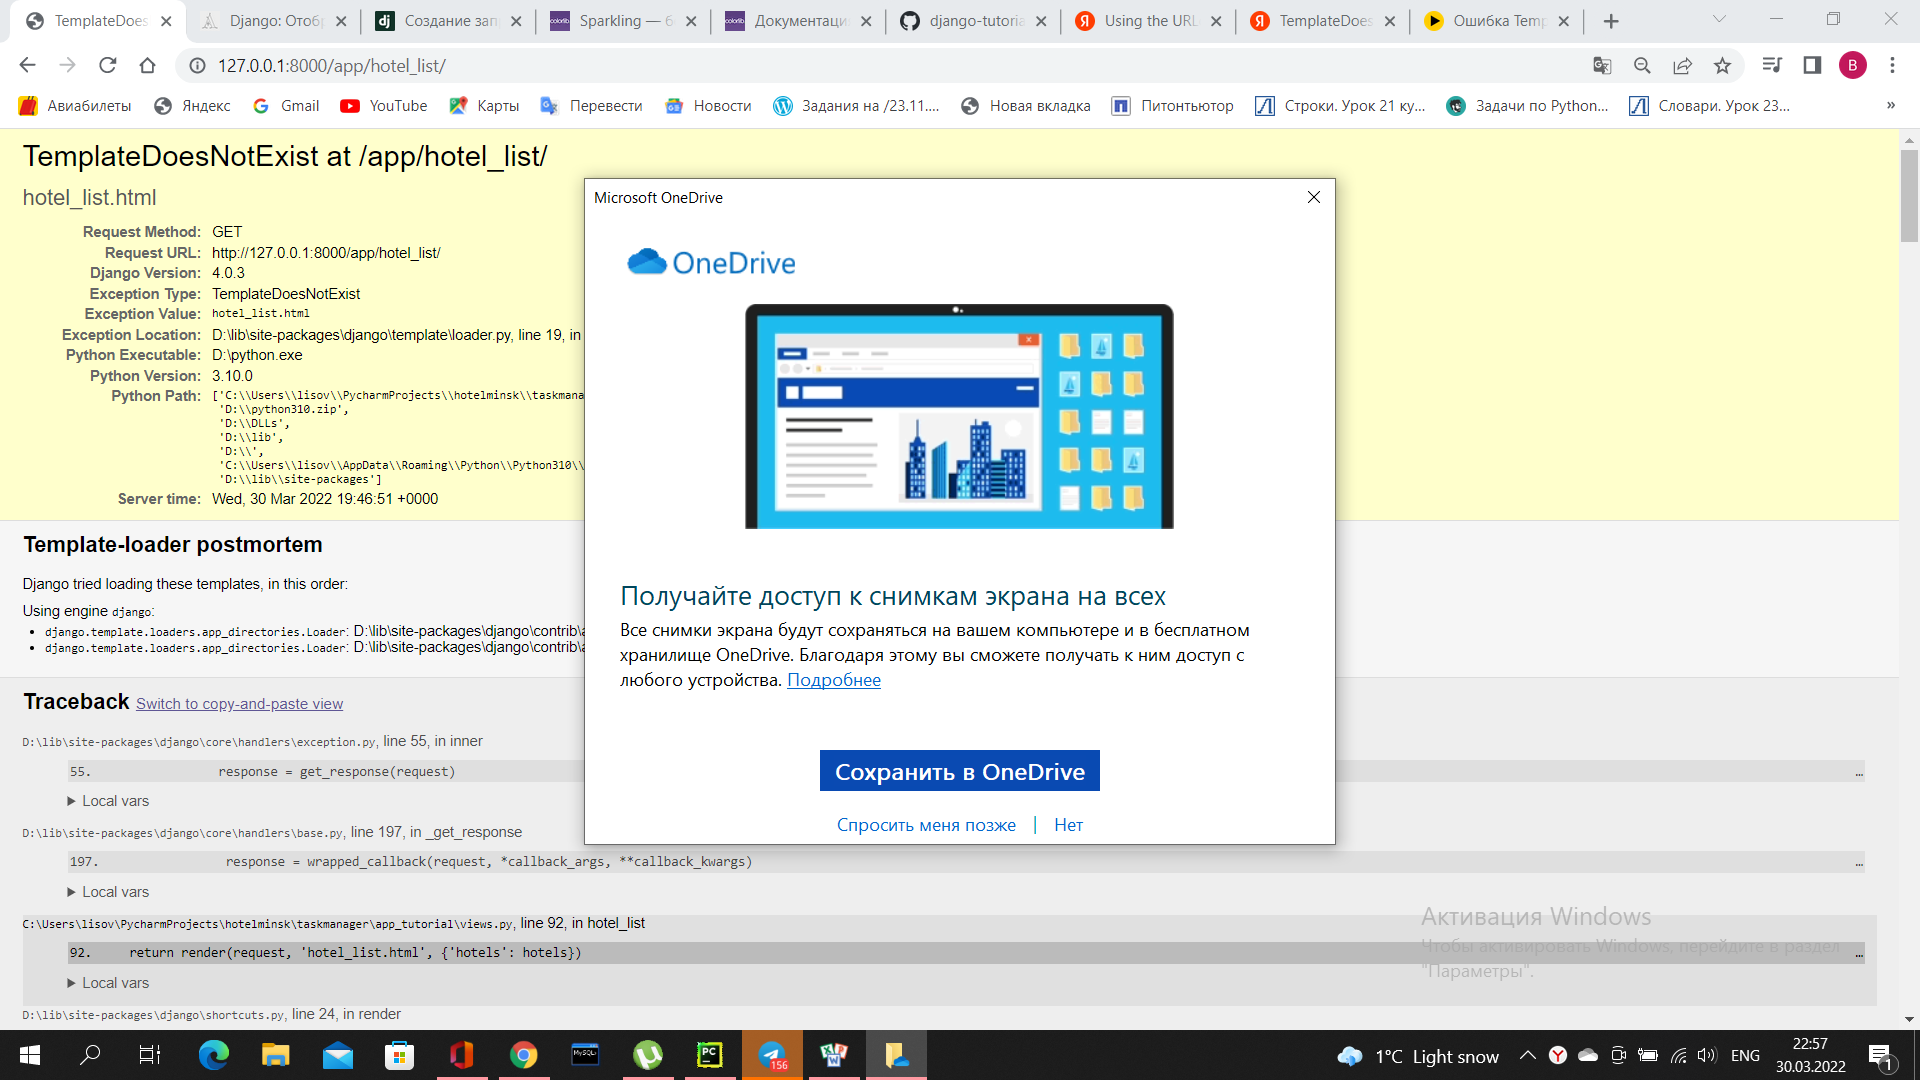 TemplateDoes
Django: Отобр
Создание зап
Sparkling — б
Документаци
django-tutoria
Using the URL
TemplateDoes
Ошибка Temp
127.0.0.1:8000/app/hotel_list/
B
Авиабилеты
Яндекс
Gmail
YouTube
Карты
Перевести
Новости
Задания на /23.11....
Новая вкладка
Питонтьютор
Строки. Урок 21 ку...
Задачи по Python...
Словари. Урок 23...
»
TemplateDoesNotExist at /app/hotel_list/
hotel_list.html
Request Method: GET
Request URL: http://127.0.0.1:8000/app/hotel_list/
Django Version: 4.0.3
Exception Type: TemplateDoesNotExist
Exception Value: hotel_list.html
Exception Location: D:\lib\site-packages\django\template\loader.py, line 19, in
Python Executable: D:\python.exe
Python Version: 3.10.0
Python Path: ['C:\\Users\\lisov\\PycharmProjects\\hotelminsk\\taskmana
'D:\\python310.zip',
'D:\\DLLs',
'D:\\lib',
'D:\\',
'C:\\Users\\lisov\\AppData\\Roaming\\Python\\Python310\\
'D:\\lib\\site-packages']
Server time: Wed, 30 Mar 2022 19:46:51 +0000
Template-loader postmortem
Django tried loading these templates, in this order:
Using engine django:
django.template.loaders.app_directories.Loader: D:\lib\site-packages\django\contrib\a
django.template.loaders.app_directories.Loader: D:\lib\site-packages\django\contrib\a
Traceback Switch to copy-and-paste view
D:\lib\site-packages\django\core\handlers\exception.py, line 55, in inner
55. response = get_response(request)
…
Local vars
D:\lib\site-packages\django\core\handlers\base.py, line 197, in _get_response
197. response = wrapped_callback(request, *callback_args, **callback_kwargs)
…
Local vars
C:\Users\lisov\PycharmProjects\hotelminsk\taskmanager\app_tutorial\views.py, line 92, in hotel_list
92. return render(request, 'hotel_list.html', {'hotels': hotels})
…
Local vars
D:\lib\site-packages\django\shortcuts.py, line 24, in render
Microsoft OneDrive
OneDrive
Получайте доступ к снимкам экрана на всех
Все снимки экрана будут сохраняться на вашем компьютере и в бесплатном
хранилище OneDrive. Благодаря этому вы сможете получать к ним доступ с
любого устройства. Подробнее
Сохранить в OneDrive
Спросить меня позже | Нет
Активация Windows
Чтобы активировать Windows, перейдите в раздел
"Параметры".
MySQL
PC
156
W
1°C Light snow
ENG
22:57
30.03.2022
1